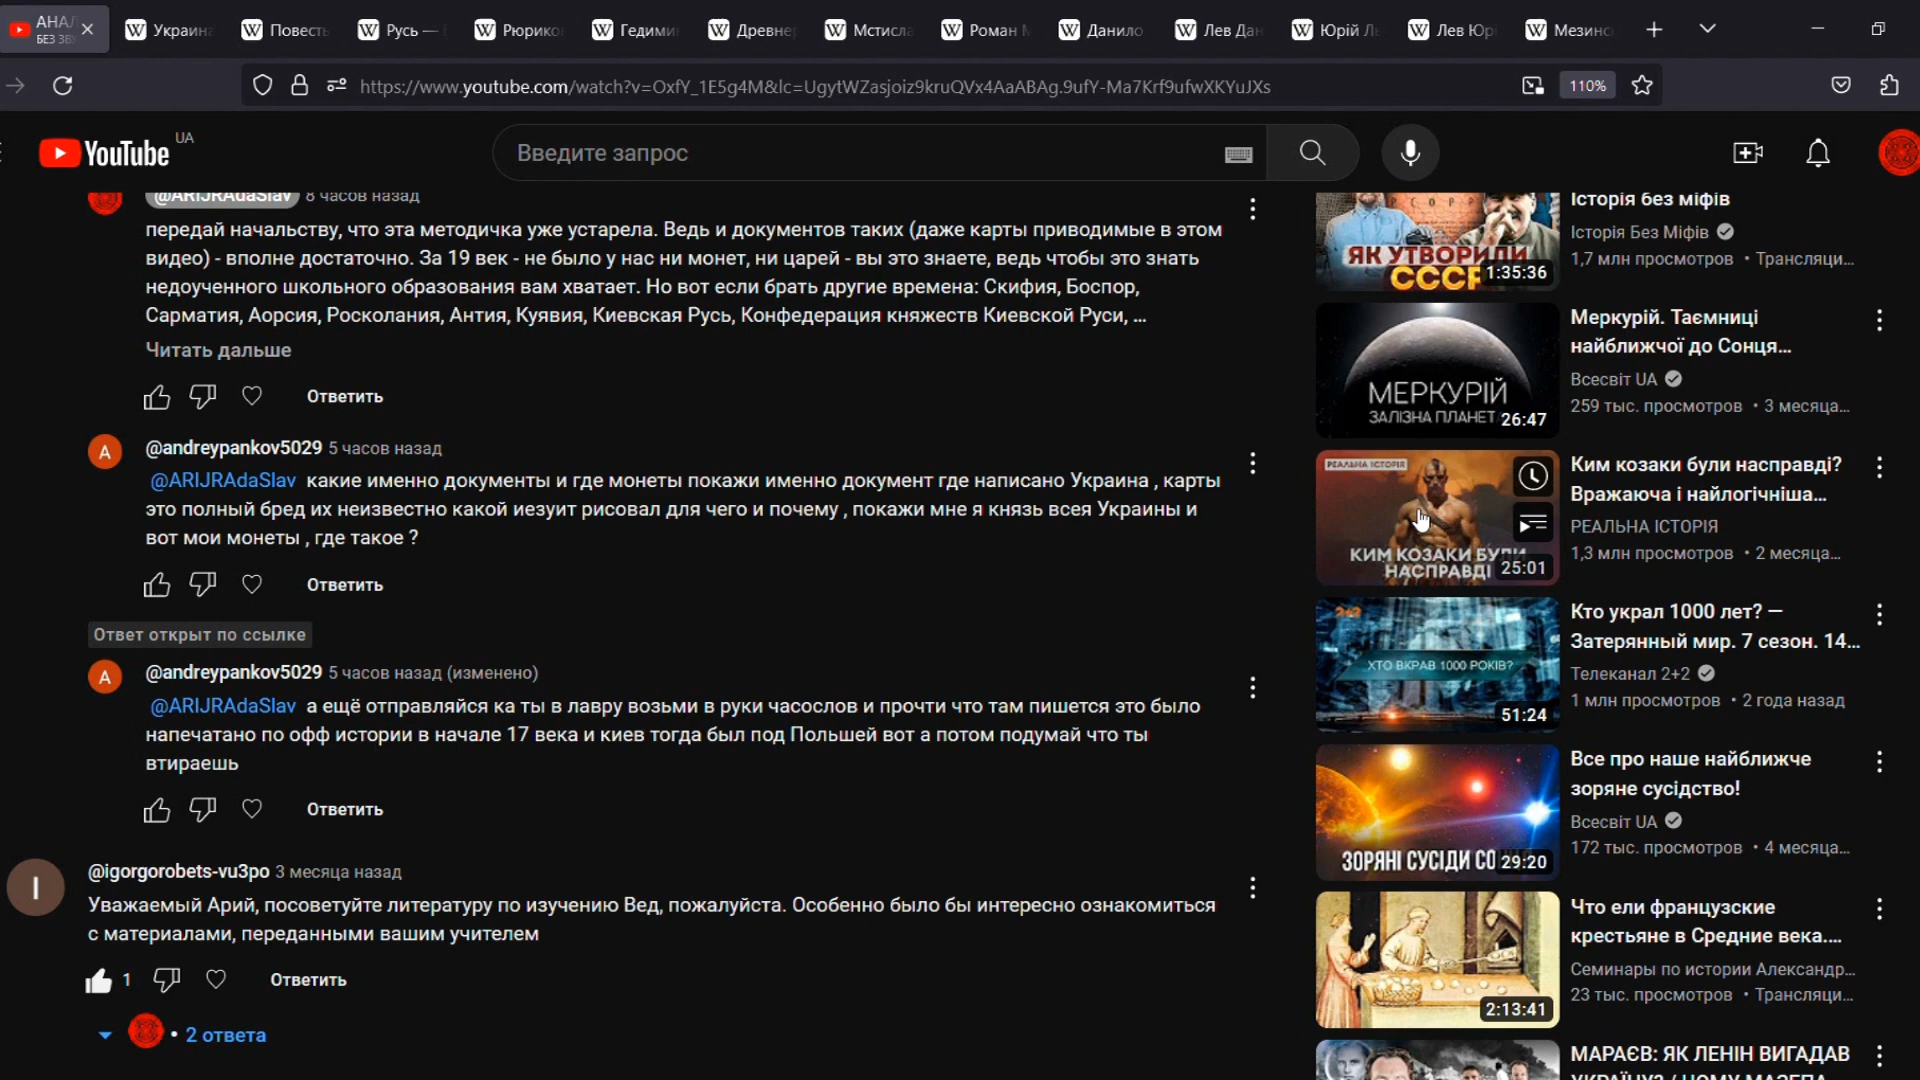 АНАЛ
БЕЗ ЗВ
Украин
Повест
Русь —
Рюрико
Гедими
Древне
Мстисла
Роман
Данило
Лев Дан
Юрій Л
Лев Юр
Мезинс
https://www.youtube.com/watch?v=OxfY_1E5g4M&lc=UgytWZasjoiz9kruQVx4AaABAg.9ufY-Ma7Krf9ufwXKYuJXs
110%
YouTube UA
Введите запрос
@ARIJRAdaSlav 8 часов назад
передай начальству, что эта методичка уже устарела. Ведь и документов таких (даже карты приводимые в этом
видео) - вполне достаточно. За 19 век - не было у нас ни монет, ни царей - вы это знаете, ведь чтобы это знать
недоученного школьного образования вам хватает. Но вот если брать другие времена: Скифия, Боспор,
Сарматия, Аорсия, Росколания, Антия, Куявия, Киевская Русь, Конфедерация княжеств Киевской Руси, ...
Читать дальше
Ответить
A
@andreypankov5029 5 часов назад
@ARIJRAdaSlav какие именно документы и где монеты покажи именно документ где написано Украина , карты
это полный бред их неизвестно какой иезуит рисовал для чего и почему , покажи мне я князь всея Украины и
вот мои монеты , где такое ?
Ответить
Ответ открыт по ссылке
A
@andreypankov5029 5 часов назад (изменено)
@ARIJRAdaSlav а ещё отправляйся ка ты в лавру возьми в руки часослов и прочти что там пишется это было
напечатано по офф истории в начале 17 века и киев тогда был под Польшей вот а потом подумай что ты
втираешь
Ответить
I
@igorgorobets-vu3po 3 месяца назад
Уважаемый Арий, посоветуйте литературу по изучению Вед, пожалуйста. Особенно было бы интересно ознакомиться
с материалами, переданными вашим учителем
1
Ответить
• 2 ответа
ЯК УТВОРИЛИ
СССР
1:35:36
Історія без міфів
Історія Без Міфів
1,7 млн просмотров • Трансляци...
МЕРКУРІЙ
ЗАЛІЗНА ПЛАНЕТ
26:47
Меркурій. Таємниці
найближчої до Сонця...
Всесвіт UA
259 тыс. просмотров • 3 месяца...
РЕАЛЬНА ІСТОРІЯ
КИМ КОЗАКИ БУЛИ
НАСПРАВДІ
25:01
Ким козаки були насправді?
Вражаюча і найлогічніша...
РЕАЛЬНА ІСТОРІЯ
1,3 млн просмотров • 2 месяца...
2+2
ХТО ВКРАВ 1000 РОКІВ?
51:24
Кто украл 1000 лет? —
Затерянный мир. 7 сезон. 14...
Телеканал 2+2
1 млн просмотров • 2 года назад
ЗОРЯНІ СУСІДИ СО
29:20
Все про наше найближче
зоряне сусідство!
Всесвіт UA
172 тыс. просмотров • 4 месяца...
2:13:41
Что ели французские
крестьяне в Средние века....
Семинары по истории Александр...
23 тыс. просмотров • Трансляци...
МАРАЄВ: ЯК ЛЕНІН ВИГАДАВ
УКРАЇНУ? / ЧОМУ МАЗЕПА